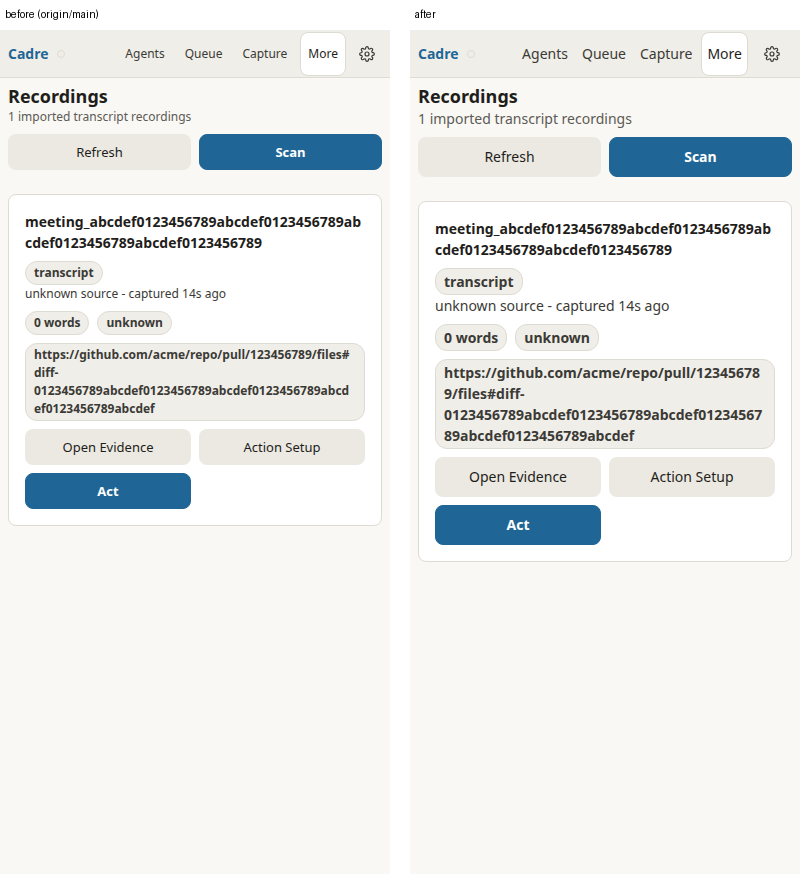 before (origin/main)
Cadre Agents Queue Capture More
Recordings
1 imported transcript recordings
Refresh Scan
meeting_abcdef0123456789abcdef0123456789ab
cdef0123456789abcdef0123456789
transcript
unknown source - captured 14s ago
0 words unknown
https://github.com/acme/repo/pull/123456789/files#
diff-
0123456789abcdef0123456789abcdef0123456789abcd
ef0123456789abcdef
Open Evidence Action Setup
Act
after
Cadre Agents Queue Capture More
Recordings
1 imported transcript recordings
Refresh Scan
meeting_abcdef0123456789abcdef0123456789ab
cdef0123456789abcdef0123456789
transcript
unknown source - captured 14s ago
0 words unknown
https://github.com/acme/repo/pull/12345678
9/files#diff-
0123456789abcdef0123456789abcdef01234567
89abcdef0123456789abcdef
Open Evidence Action Setup
Act